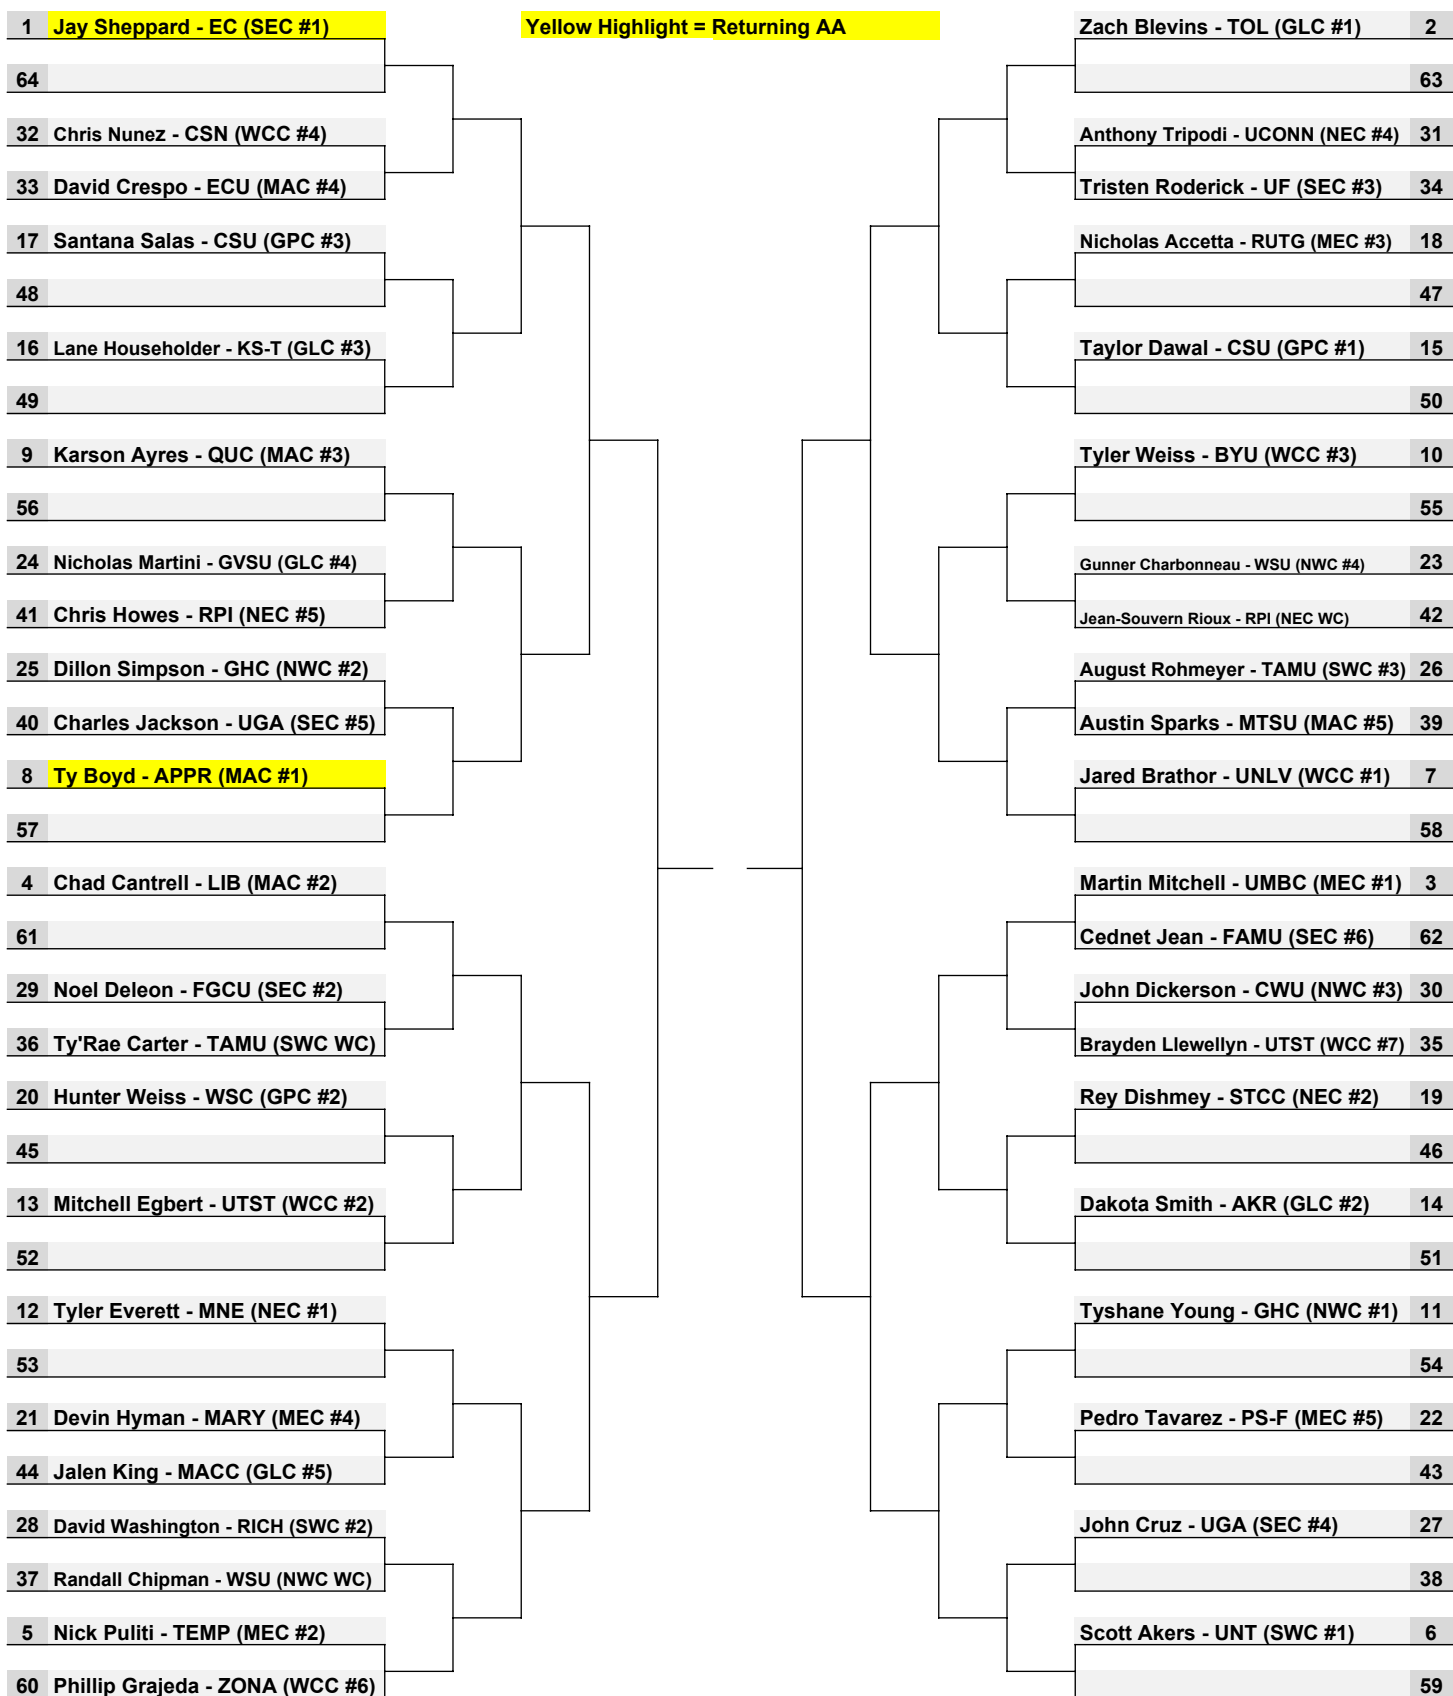 1 Jay Sheppard - EC (SEC #1)
64
32 Chris Nunez - CSN (WCC #4)
33 David Crespo - ECU (MAC #4)
17 Santana Salas - CSU (GPC #3)
48
16 Lane Householder - KS-T (GLC #3)
49
9 Karson Ayres - QUC (MAC #3)
56
24 Nicholas Martini - GVSU (GLC #4)
41 Chris Howes - RPI (NEC #5)
25 Dillon Simpson - GHC (NWC #2)
40 Charles Jackson - UGA (SEC #5)
8 Ty Boyd - APPR (MAC #1)
57
4 Chad Cantrell - LIB (MAC #2)
61
29 Noel Deleon - FGCU (SEC #2)
36 Ty'Rae Carter - TAMU (SWC WC)
20 Hunter Weiss - WSC (GPC #2)
45
13 Mitchell Egbert - UTST (WCC #2)
52
12 Tyler Everett - MNE (NEC #1)
53
21 Devin Hyman - MARY (MEC #4)
44 Jalen King - MACC (GLC #5)
28 David Washington - RICH (SWC #2)
37 Randall Chipman - WSU (NWC WC)
5 Nick Puliti - TEMP (MEC #2)
60 Phillip Grajeda - ZONA (WCC #6)
Yellow Highlight = Returning AA
Zach Blevins - TOL (GLC #1) 2
63
Anthony Tripodi - UCONN (NEC #4) 31
Tristen Roderick - UF (SEC #3) 34
Nicholas Accetta - RUTG (MEC #3) 18
47
Taylor Dawal - CSU (GPC #1) 15
50
Tyler Weiss - BYU (WCC #3) 10
55
Gunner Charbonneau - WSU (NWC #4) 23
Jean-Souvern Rioux - RPI (NEC WC) 42
August Rohmeyer - TAMU (SWC #3) 26
Austin Sparks - MTSU (MAC #5) 39
Jared Brathor - UNLV (WCC #1) 7
58
Martin Mitchell - UMBC (MEC #1) 3
Cednet Jean - FAMU (SEC #6) 62
John Dickerson - CWU (NWC #3) 30
Brayden Llewellyn - UTST (WCC #7) 35
Rey Dishmey - STCC (NEC #2) 19
46
Dakota Smith - AKR (GLC #2) 14
51
Tyshane Young - GHC (NWC #1) 11
54
Pedro Tavarez - PS-F (MEC #5) 22
43
John Cruz - UGA (SEC #4) 27
38
Scott Akers - UNT (SWC #1) 6
59